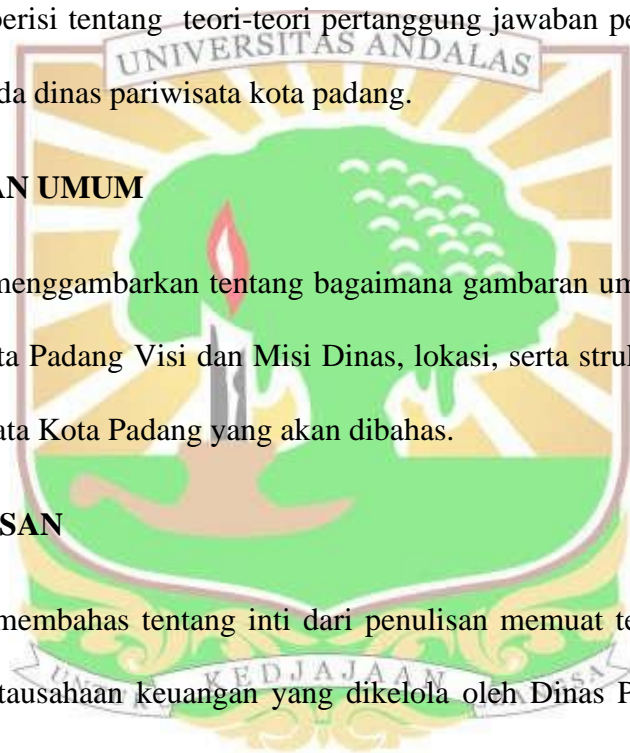 berisi tentang teori-teori pertanggung jawaban pe
UNIVERSITAS ANDALAS
da dinas pariwisata kota padang.
AN UMUM
menggambarkan tentang bagaimana gambaran um
ta Padang Visi dan Misi Dinas, lokasi, serta struk
ata Kota Padang yang akan dibahas.
SAN
membahas tentang inti dari penulisan memuat te
KEDJAJAAN
tausahaan keuangan yang dikelola oleh Dinas P